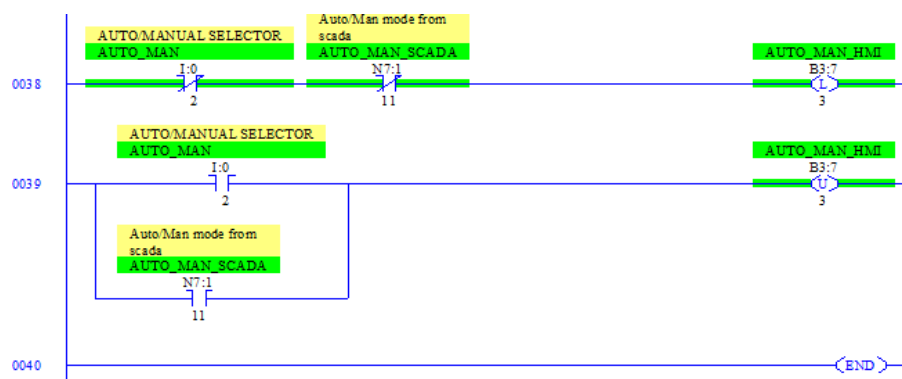 Auto/Man mode from
AUTO/MANUAL SELECTOR scada
AUTO_MAN AUTO_MAN_SCADA AUTO_MAN_HMI
I:0 N7:1 B3:7
0038 L
2 11 3
AUTO/MANUAL SELECTOR
AUTO_MAN AUTO_MAN_HMI
I:0 B3:7
0039 U
2 3
Auto/Man mode from
scada
AUTO_MAN_SCADA
N7:1
11
0040 END